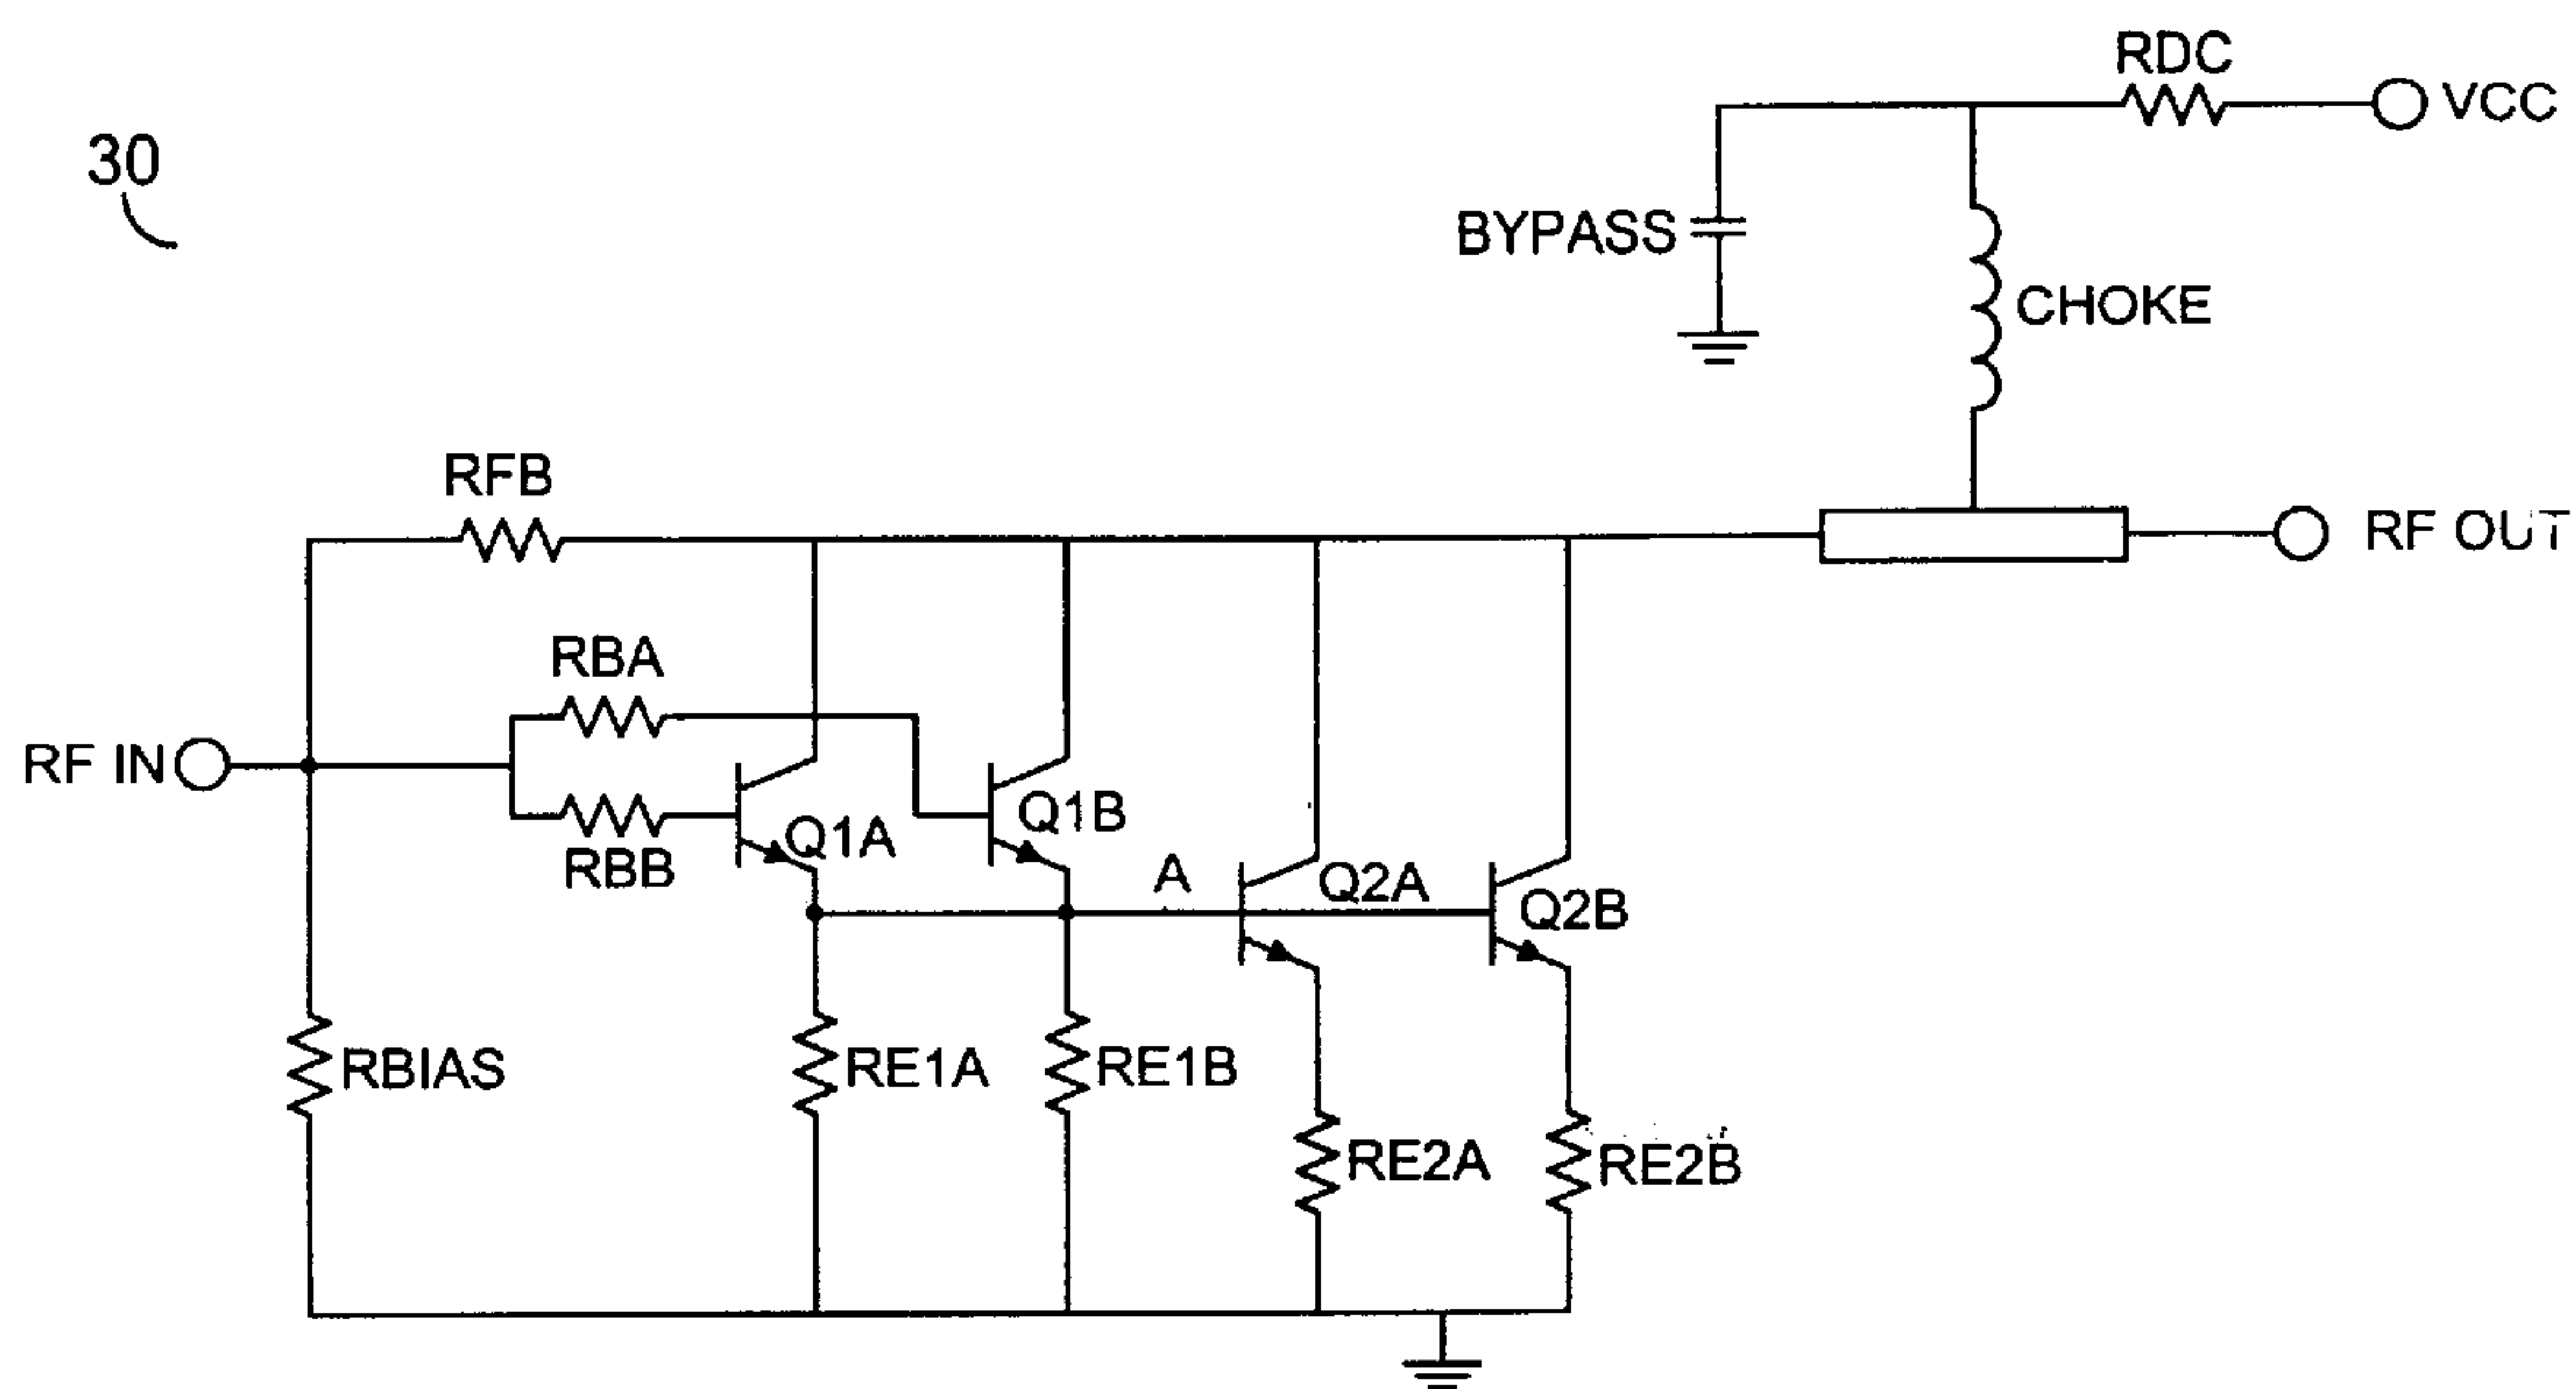 RDC
VCC
30
BYPASS
CHOKE
RFB
RF OUT
RBA
RF IN
Q1A
Q1B
RBB
A
Q2A
Q2B
RBIAS
RE1A
RE1B
RE2A
RE2B